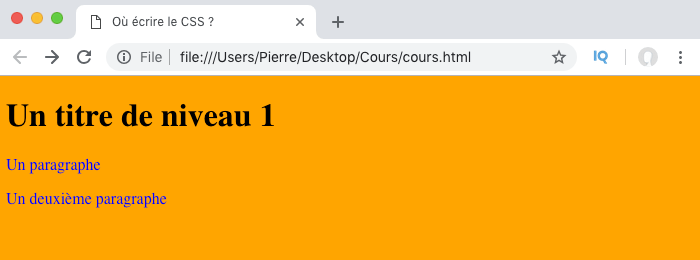 Où écrire le CSS ?
File
file:///Users/Pierre/Desktop/Cours/cours.html
IQ
Un titre de niveau 1
Un paragraphe
Un deuxième paragraphe